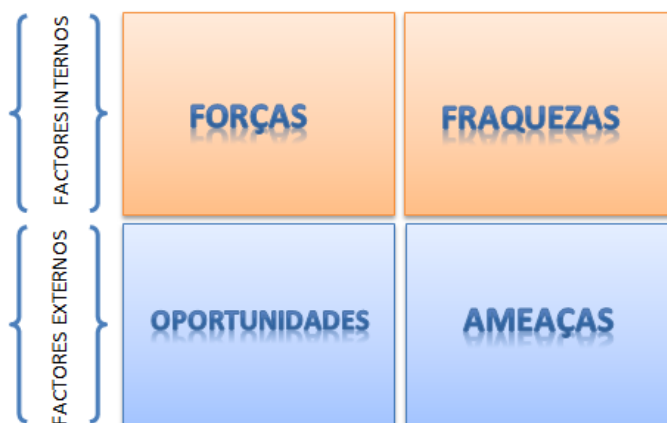 FACTORES INTERNOS
FORÇAS
FRAQUEZAS
FACTORES EXTERNOS
OPORTUNIDADES
AMEAÇAS